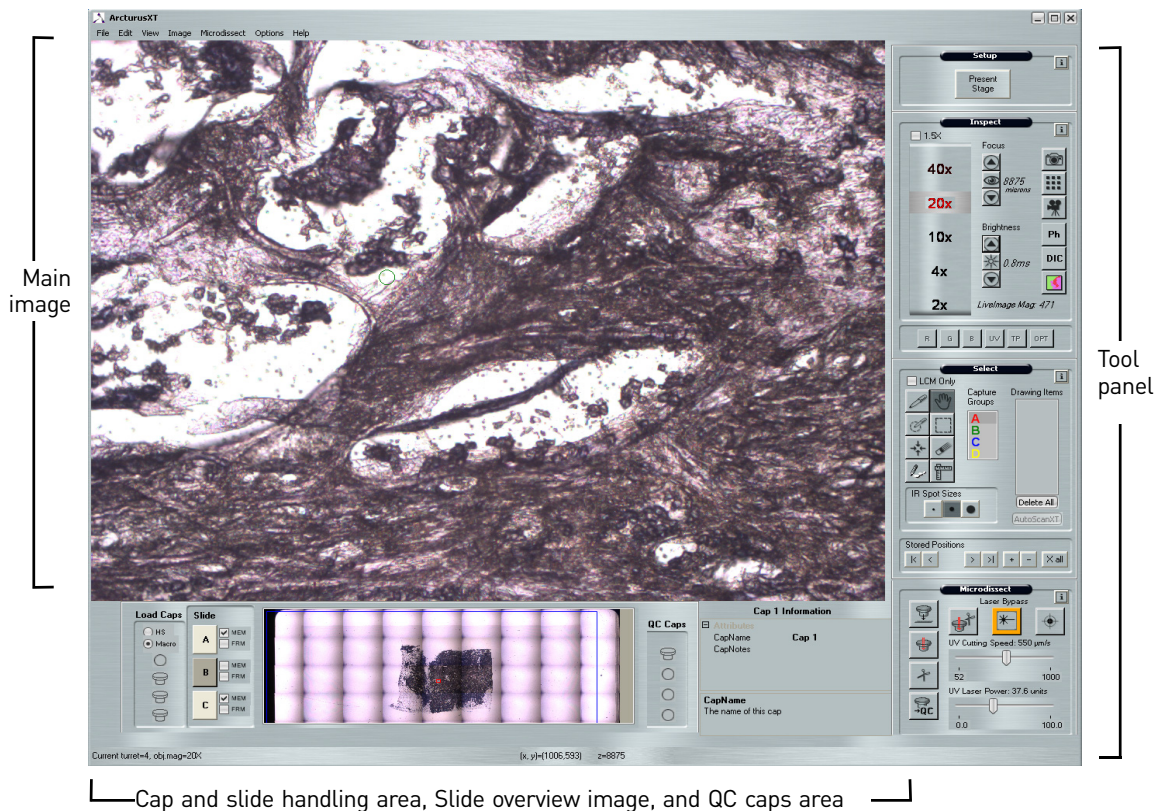 ArcturusXT
File Edit View Image Microdissect Options Help
Main
image
Setup
i
Present
Stage
Inspect
i
1.5X
40x
20x
10x
4x
2x
Focus
8875
microns
Brightness
0.8ms
Ph
DIC
LiveImage Mag: 471
R G B UV TP OPT
Select
i
LCM Only
Capture
Groups
A
B
C
D
Drawing Items
IR Spot Sizes
Delete All
AutoScanXT
Stored Positions
|< < > >| + - X all
Microdissect
i
Laser Bypass
UV Cutting Speed: 550 µm/s
52 1000
UV Laser Power: 37.6 units
0.0 100.0
QC
Tool
panel
Load Caps
HS
Macro
Slide
A MEM
FRM
B MEM
FRM
C MEM
FRM
QC Caps
Cap 1 Information
Attributes
CapName Cap 1
CapNotes
CapName
The name of this cap
Current turret=4, obj.mag=20X (x, y)=(1006,593) z=8875
Cap and slide handling area, Slide overview image, and QC caps area